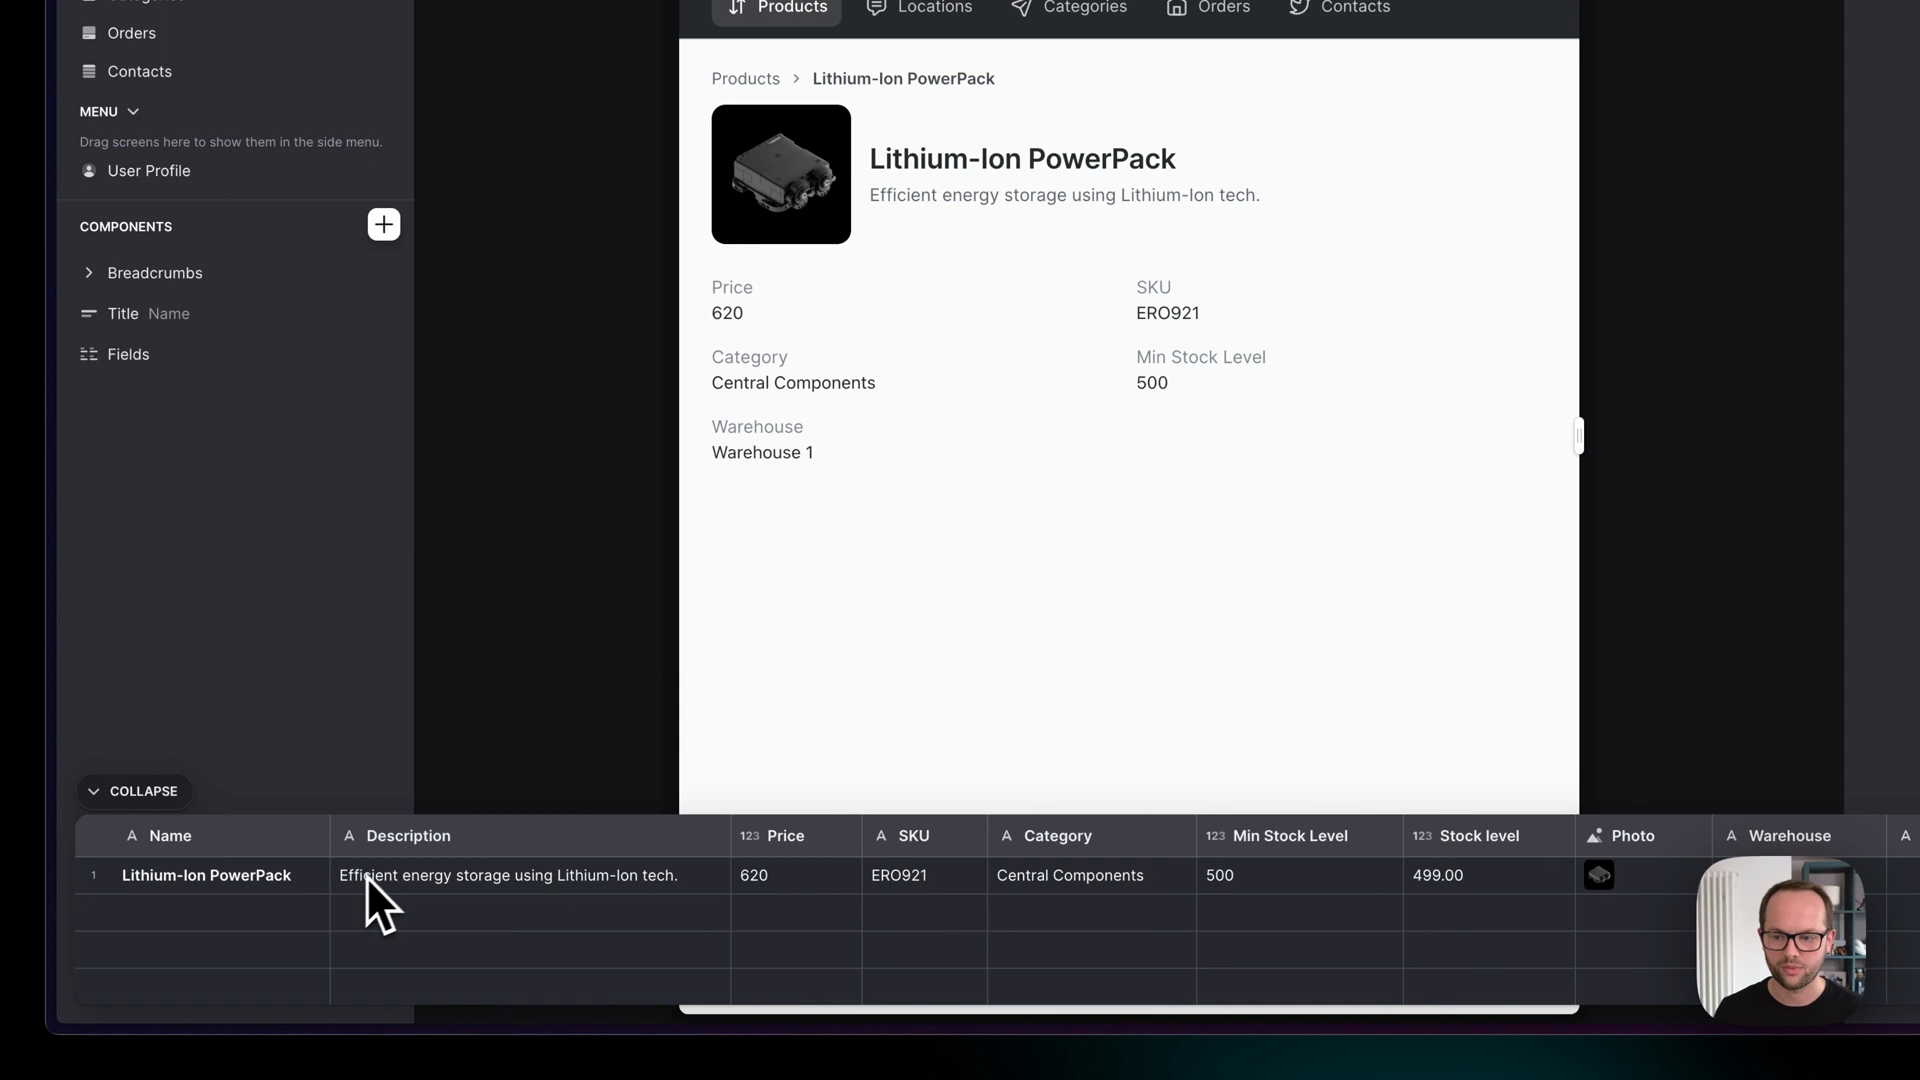 Orders
Contacts
MENU
Drag screens here to show them in the side menu.
User Profile
COMPONENTS
Breadcrumbs
Title Name
Fields
COLLAPSE
Products Locations Categories Orders Contacts
Products > Lithium-Ion PowerPack
Lithium-Ion PowerPack
Efficient energy storage using Lithium-Ion tech.
Price
620
SKU
ERO921
Category
Central Components
Min Stock Level
500
Warehouse
Warehouse 1
A Name A Description 123 Price A SKU A Category 123 Min Stock Level 123 Stock level Photo A Warehouse A
1 Lithium-Ion PowerPack Efficient energy storage using Lithium-Ion tech. 620 ERO921 Central Components 500 499.00